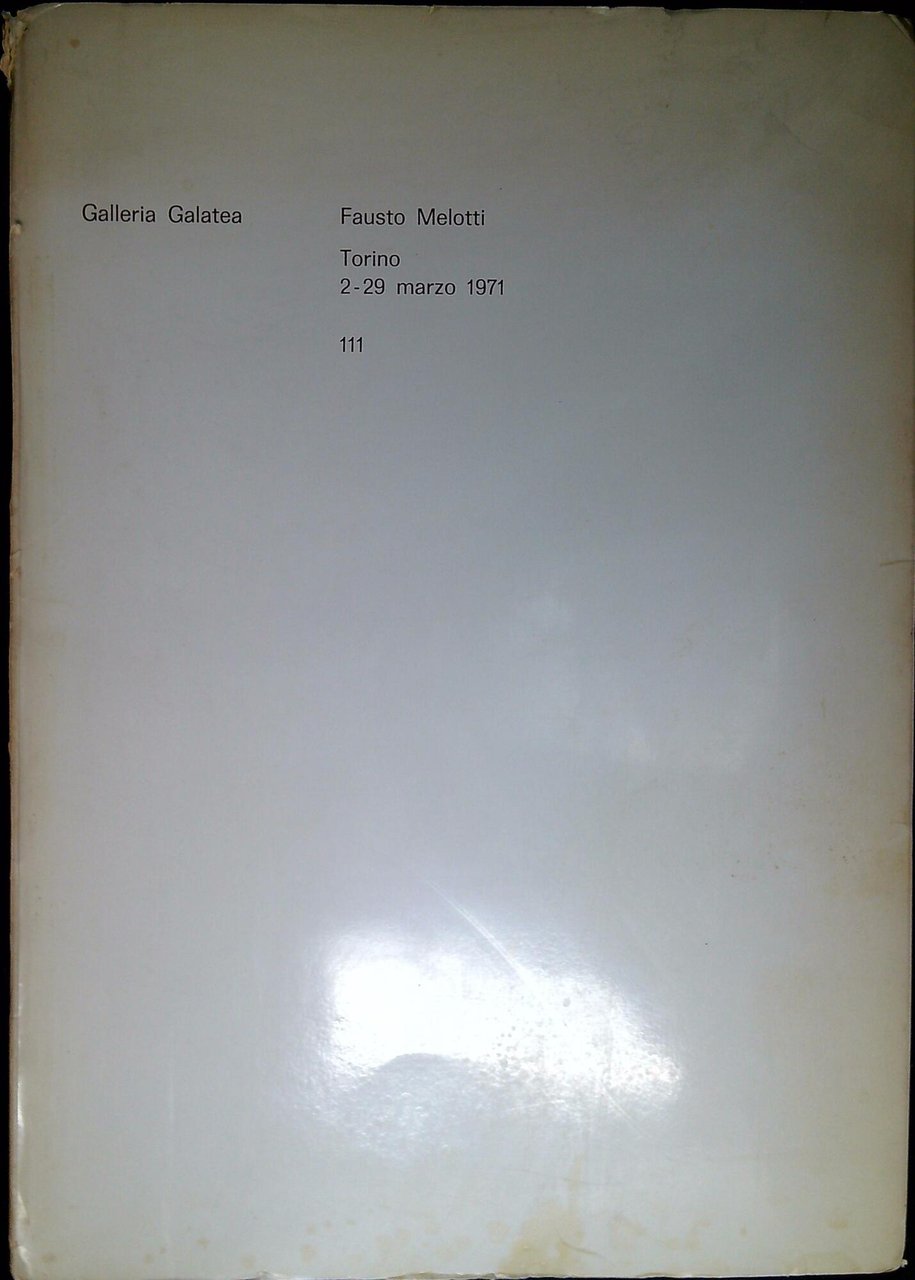 Galleria Galatea
Fausto Melotti
Torino
2-29 marzo 1971
111